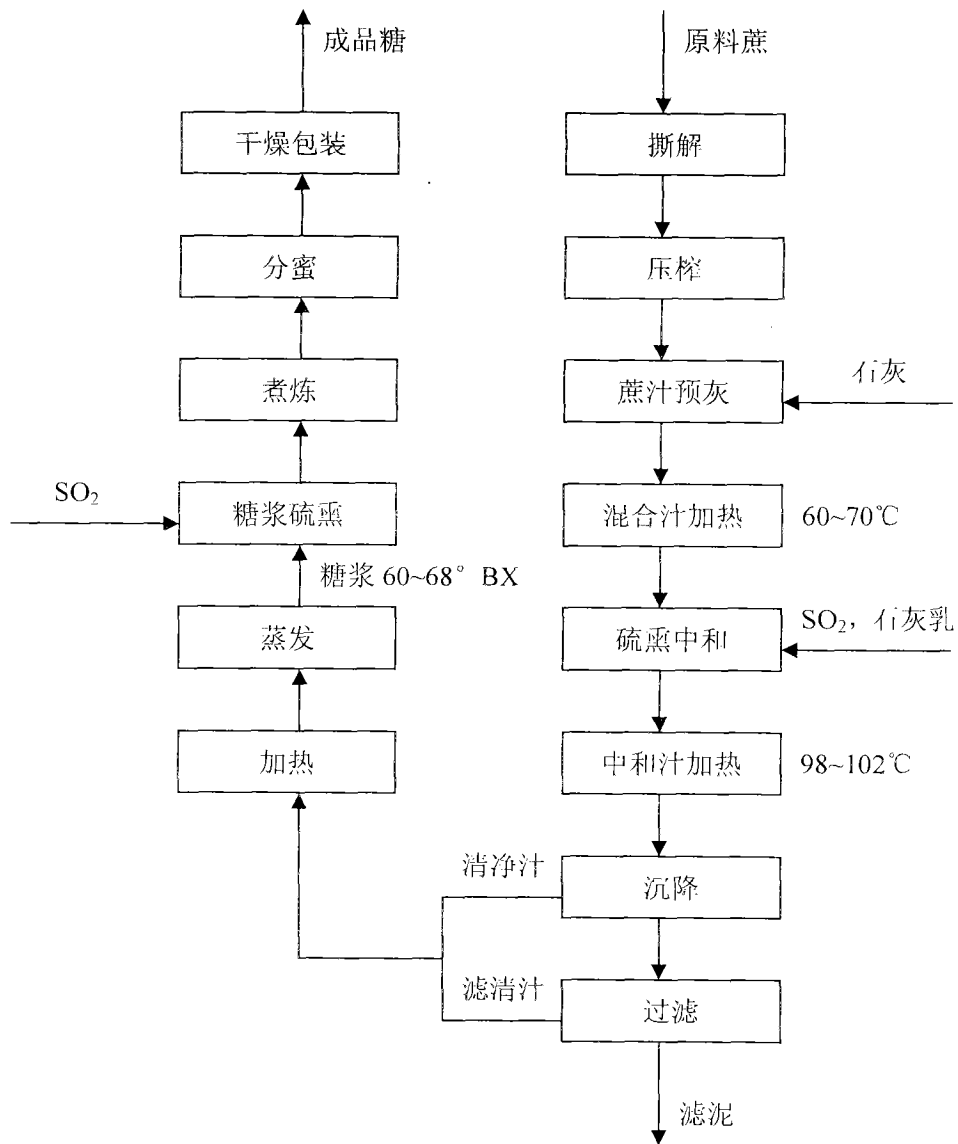 成品糖
原料蔗
干燥包装
撕解
分蜜
压榨
煮炼
蔗汁预灰
石灰
SO₂
糖浆硫熏
混合汁加热
60~70℃
糖浆 60~68° BX
蒸发
硫熏中和
SO₂，石灰乳
加热
中和汁加热
98~102℃
清净汁
沉降
滤清汁
过滤
滤泥